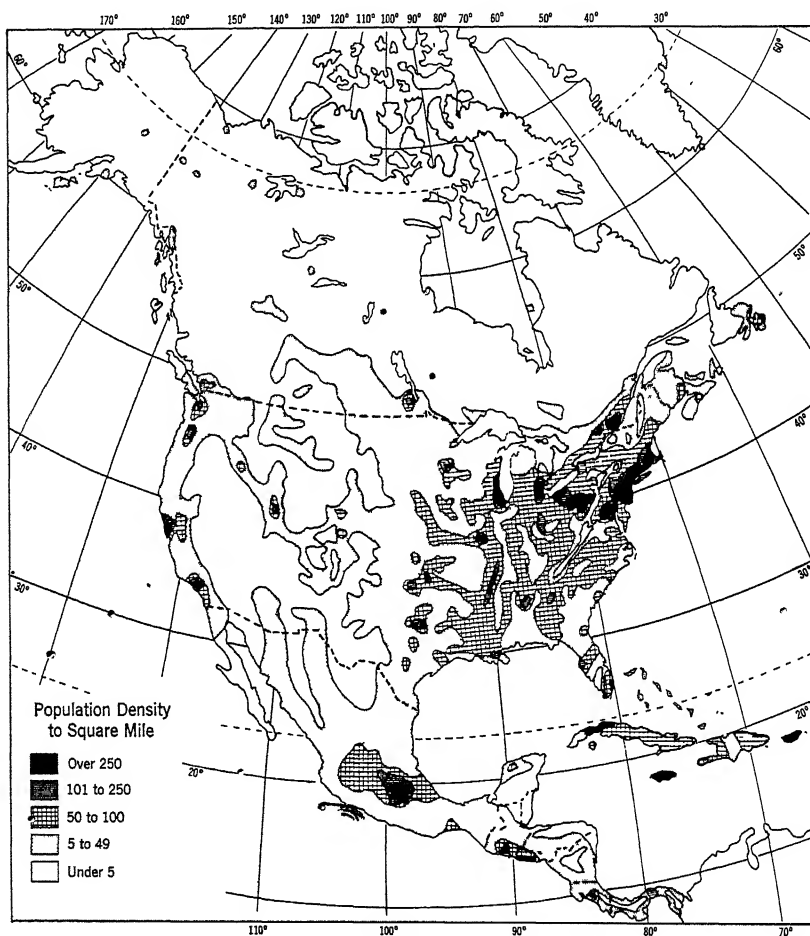 170° 160° 150° 140° 130° 120° 110° 100° 90° 80° 70° 60° 50° 40° 30°
60° 60°
50° 50°
40° 40°
30° 30°
20°
20°
Population Density
to Square Mile
Over 250
101 to 250
50 to 100
5 to 49
Under 5
110° 100° 90° 80° 70°